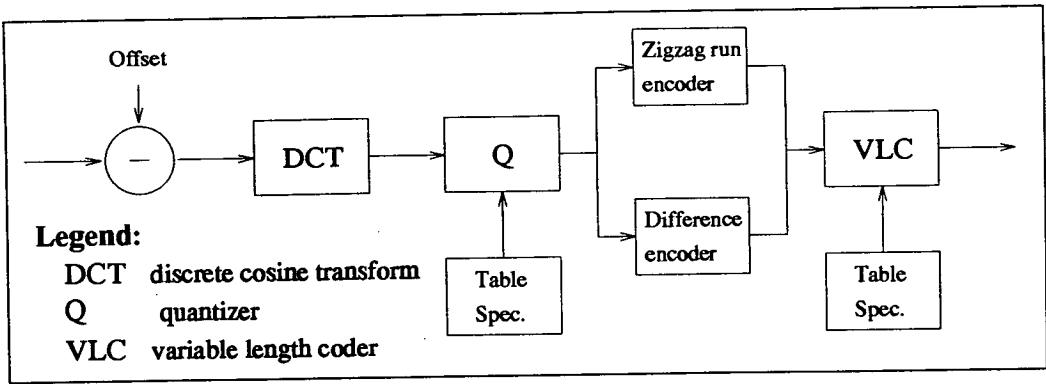 Offset
Zigzag run
encoder
−
DCT
Q
VLC
Difference
encoder
Table
Spec.
Table
Spec.
Legend:
DCT discrete cosine transform
Q quantizer
VLC variable length coder